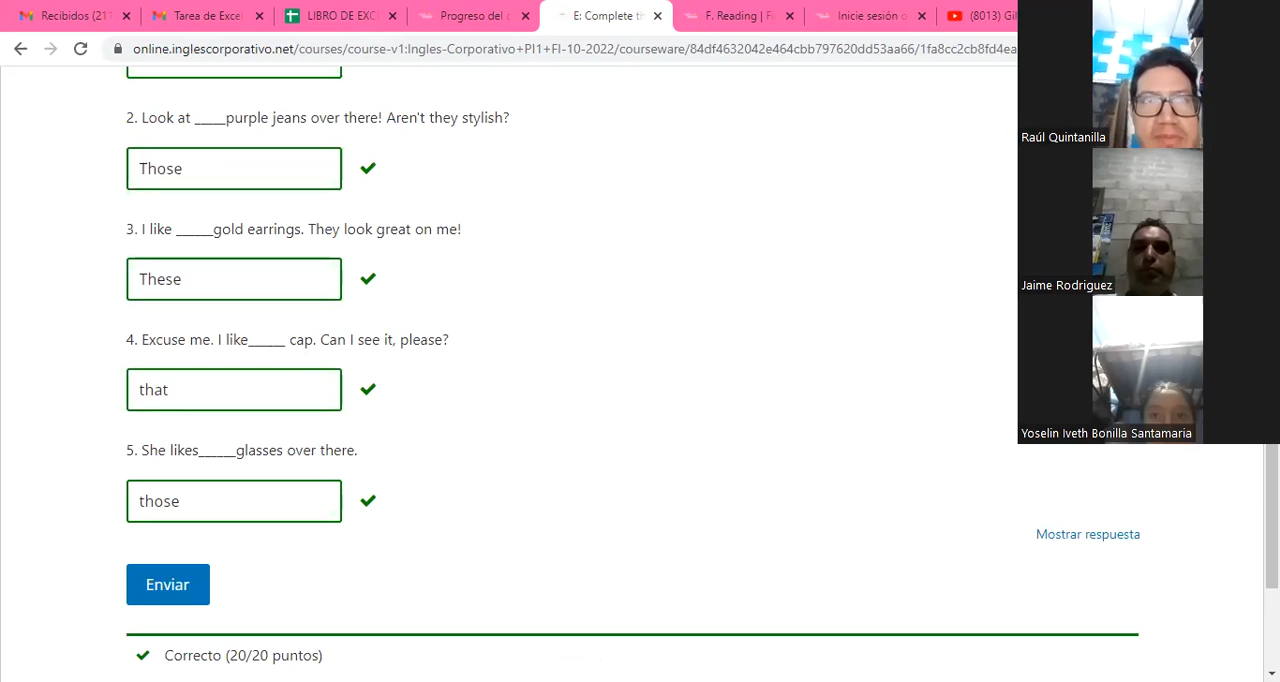 Recibidos (21
Tarea de Exce
LIBRO DE EXC
Progreso del
E: Complete t
F. Reading | F
Inicie sesión o
(8013) Gil
online.inglescorporativo.net/courses/course-v1:Ingles-Corporativo+PI1+FI-10-2022/courseware/84df4632042e464cbb797620dd53aa66/1fa8cc2cb8fd4ea
2. Look at _____purple jeans over there! Aren't they stylish?
Those
3. I like ______gold earrings. They look great on me!
These
4. Excuse me. I like______ cap. Can I see it, please?
that
5. She likes______glasses over there.
those
Mostrar respuesta
Enviar
Correcto (20/20 puntos)
Raúl Quintanilla
Jaime Rodriguez
Yoselin Iveth Bonilla Santamaria